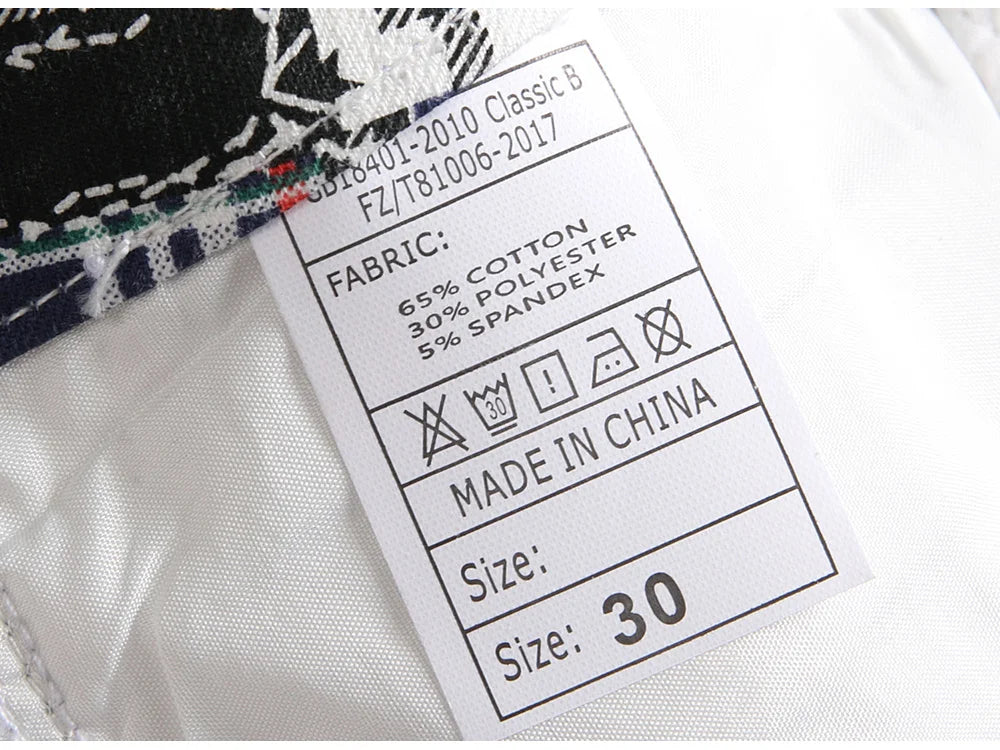 GB18401-2010 Classic B
FZ/T81006-2017
FABRIC:
65% COTTON
30% POLYESTER
5% SPANDEX
30 !
MADE IN CHINA
Size:
Size: 30